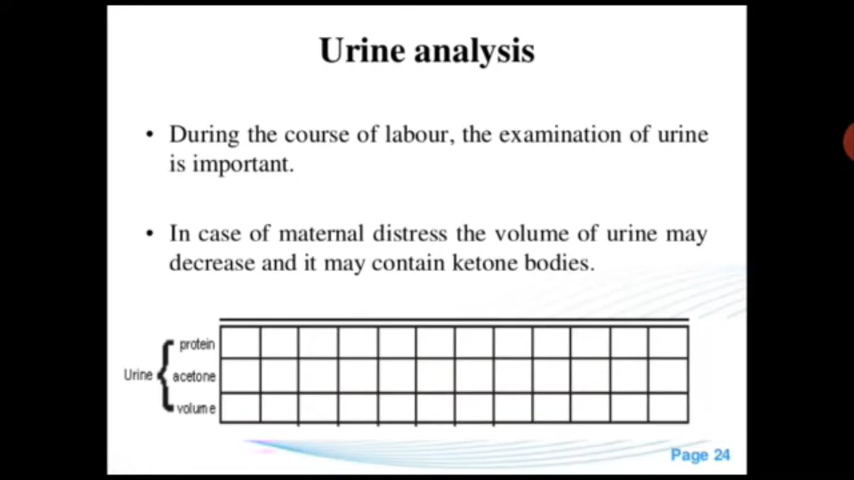 Urine analysis
• During the course of labour, the examination of urine
is important.
• In case of maternal distress the volume of urine may
decrease and it may contain ketone bodies.
protein
Urine { acetone
volume
Page 24